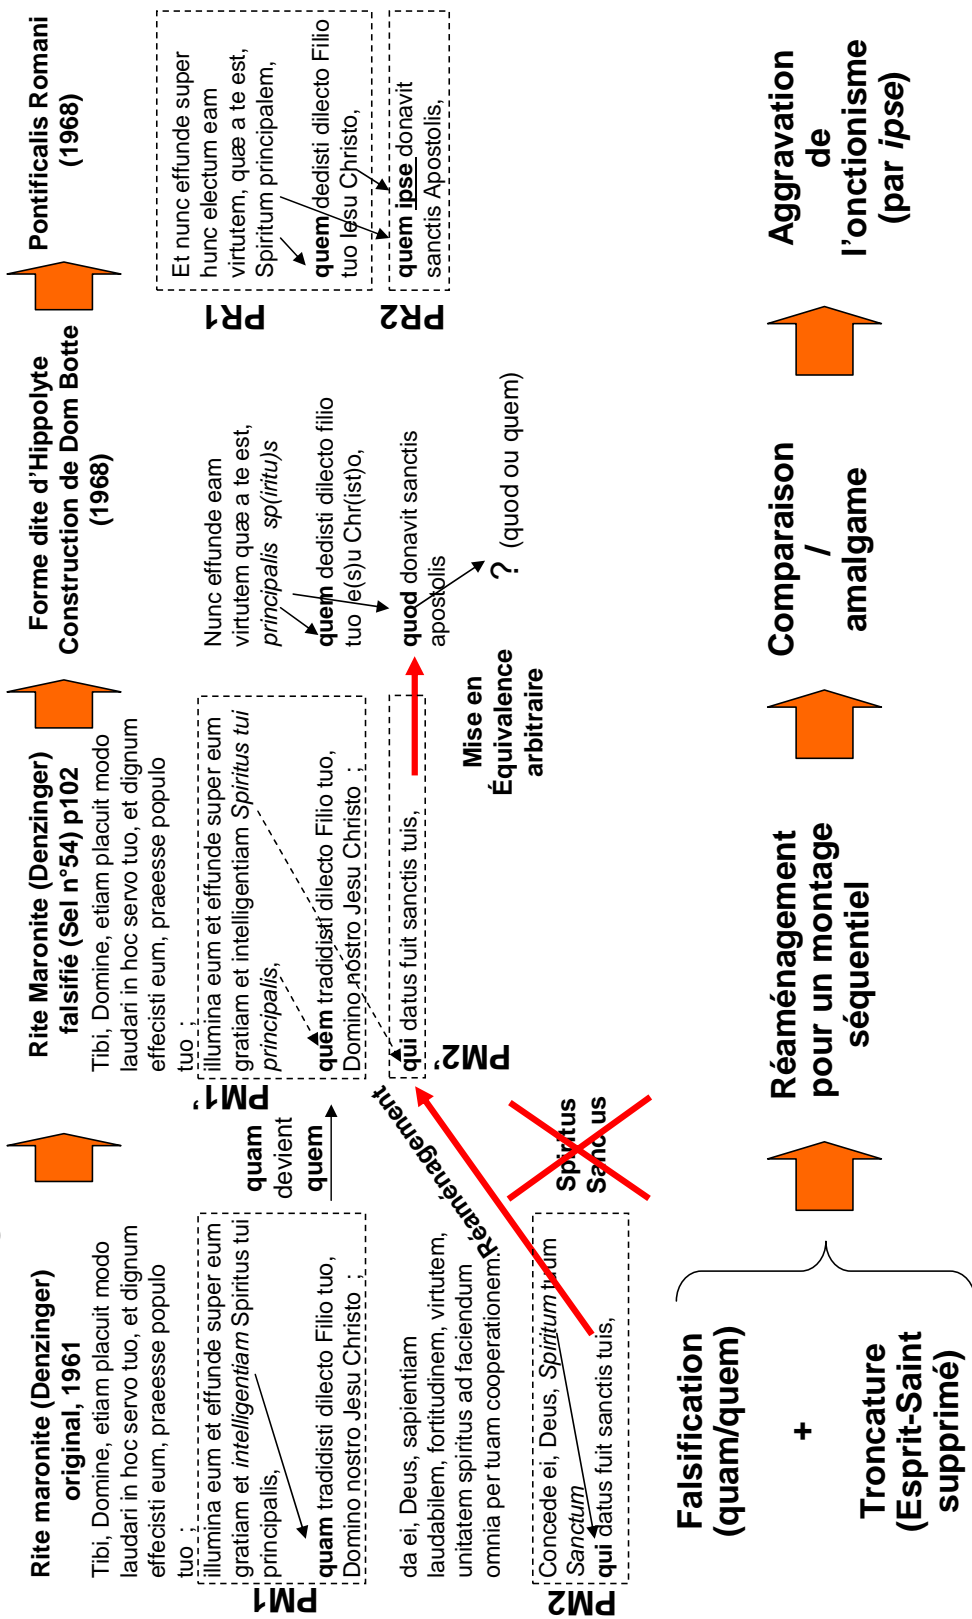 Rite maronite (Denzinger)
original, 1961
Tibi, Domine, etiam placuit modo
laudari in hoc servo tuo, et dignum
effecisti eum, praeesse populo
tuo ;
illumina eum et effunde super eum
gratiam et intelligentiam Spiritus tui
principalis,
quam tradidisti dilecto Filio tuo,
Domino nostro Jesu Christo ;
PM1
da ei, Deus, sapientiam
laudabilem, fortitudinem, virtutem,
unitatem spiritus ad faciendum
omnia per tuam cooperationem.
Concede ei, Deus, Spiritum tuum
Sanctum
qui datus fuit sanctis tuis,
PM2
quam
devient
quem
Réaménagement
Spiritus
Sanctus
Rite Maronite (Denzinger)
falsifié (Sel n°54) p102
Tibi, Domine, etiam placuit modo
laudari in hoc servo tuo, et dignum
effecisti eum, praeesse populo
tuo ;
illumina eum et effunde super eum
gratiam et intelligentiam Spiritus tui
principalis,
quem tradidisti dilecto Filio tuo,
Domino nostro Jesu Christo ;
PM1'
qui datus fuit sanctis tuis,
PM2'
Mise en
Équivalence
arbitraire
Forme dite d'Hippolyte
Construction de Dom Botte
(1968)
Nunc effunde eam
virtutem quæ a te est,
principalis sp(iritu)s
quem dedisti dilecto filio
tuo Ie(s)u Chr(ist)o,
quod donavit sanctis
apostolis
? (quod ou quem)
Pontificalis Romani
(1968)
Et nunc effunde super
hunc electum eam
virtutem, quæ a te est,
Spiritum principalem,
quem dedisti dilecto Filio
tuo Iesu Christo,
PR1
quem ipse donavit
sanctis Apostolis,
PR2
Falsification
(quam/quem)
+
Troncature
(Esprit-Saint
supprimé)
Réaménagement
pour un montage
séquentiel
Comparaison
/
amalgame
Aggravation
de
l'onctionisme
(par ipse)